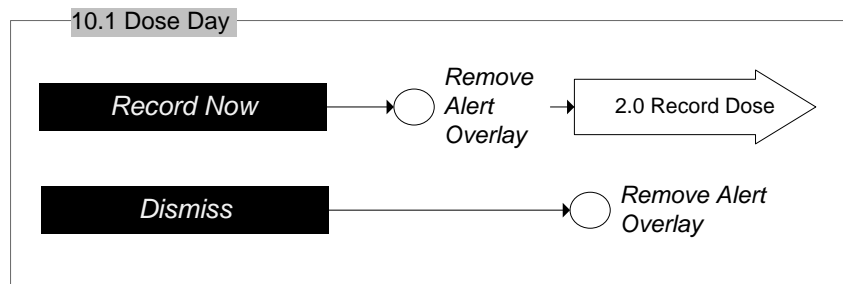 10.1 Dose Day
Record Now
Remove
Alert
Overlay
2.0 Record Dose
Dismiss
Remove Alert
Overlay